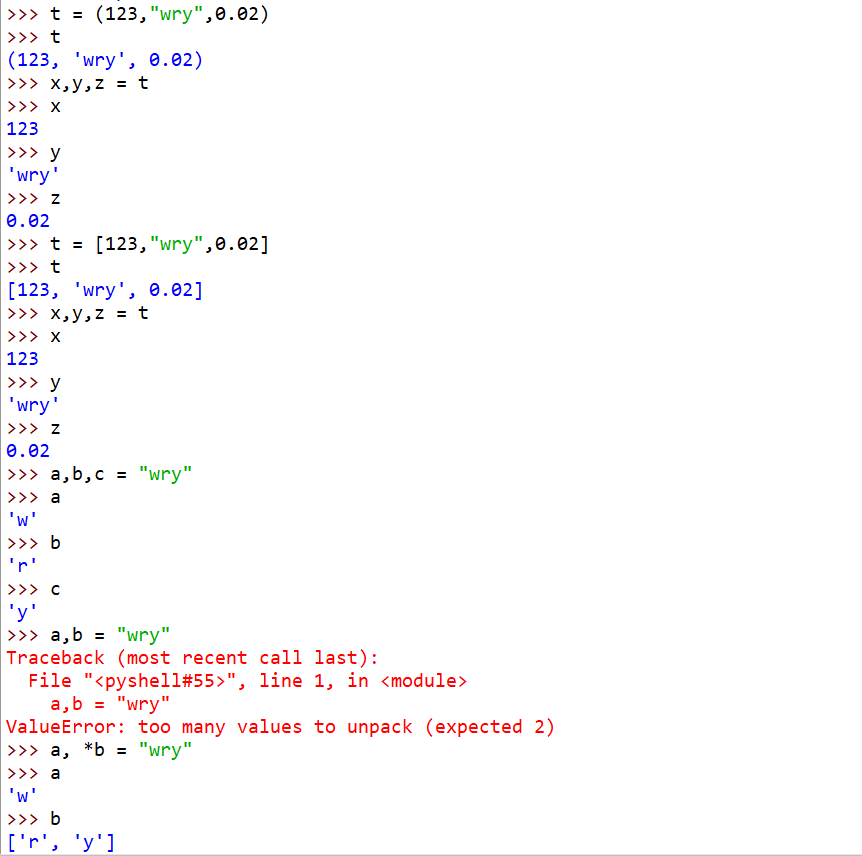 >>> t = (123,"wry",0.02)
>>> t
(123, 'wry', 0.02)
>>> x,y,z = t
>>> x
123
>>> y
'wry'
>>> z
0.02
>>> t = [123,"wry",0.02]
>>> t
[123, 'wry', 0.02]
>>> x,y,z = t
>>> x
123
>>> y
'wry'
>>> z
0.02
>>> a,b,c = "wry"
>>> a
'w'
>>> b
'r'
>>> c
'y'
>>> a,b = "wry"
Traceback (most recent call last):
  File "<pyshell#55>", line 1, in <module>
    a,b = "wry"
ValueError: too many values to unpack (expected 2)
>>> a, *b = "wry"
>>> a
'w'
>>> b
['r', 'y']